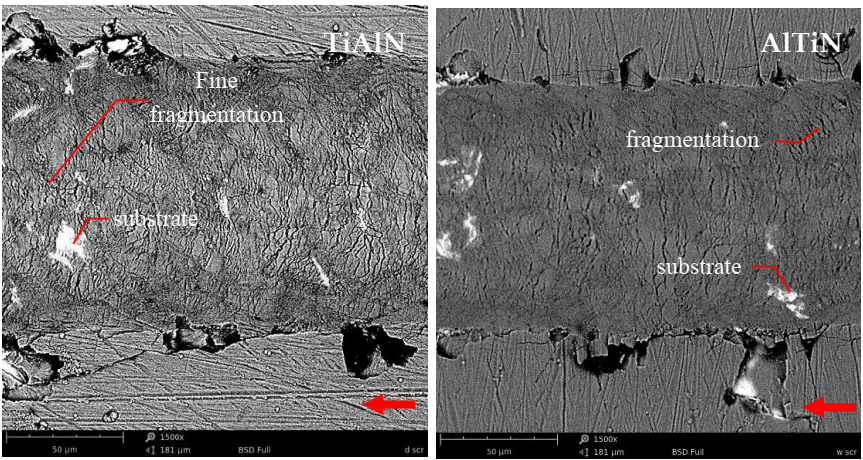 TiAlN
Fine
fragmentation
substrate
50 µm
1500x
181 µm
BSD Full
d scr
AlTiN
fragmentation
substrate
50 µm
1500x
181 µm
BSD Full
w scr